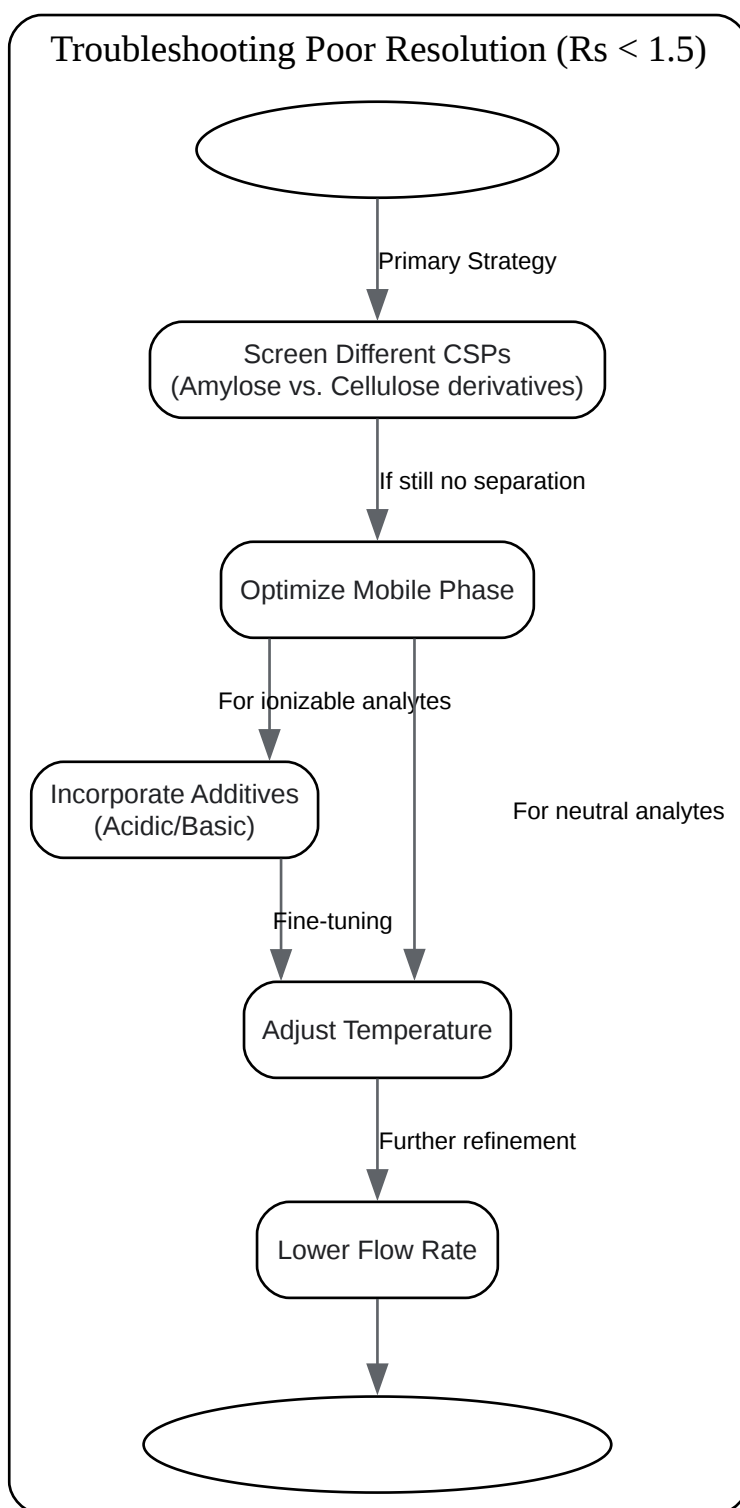 Troubleshooting Poor Resolution (Rs < 1.5)
Primary Strategy
Screen Different CSPs
(Amylose vs. Cellulose derivatives)
If still no separation
Optimize Mobile Phase
For ionizable analytes
Incorporate Additives
(Acidic/Basic)
For neutral analytes
Fine-tuning
Adjust Temperature
Further refinement
Lower Flow Rate